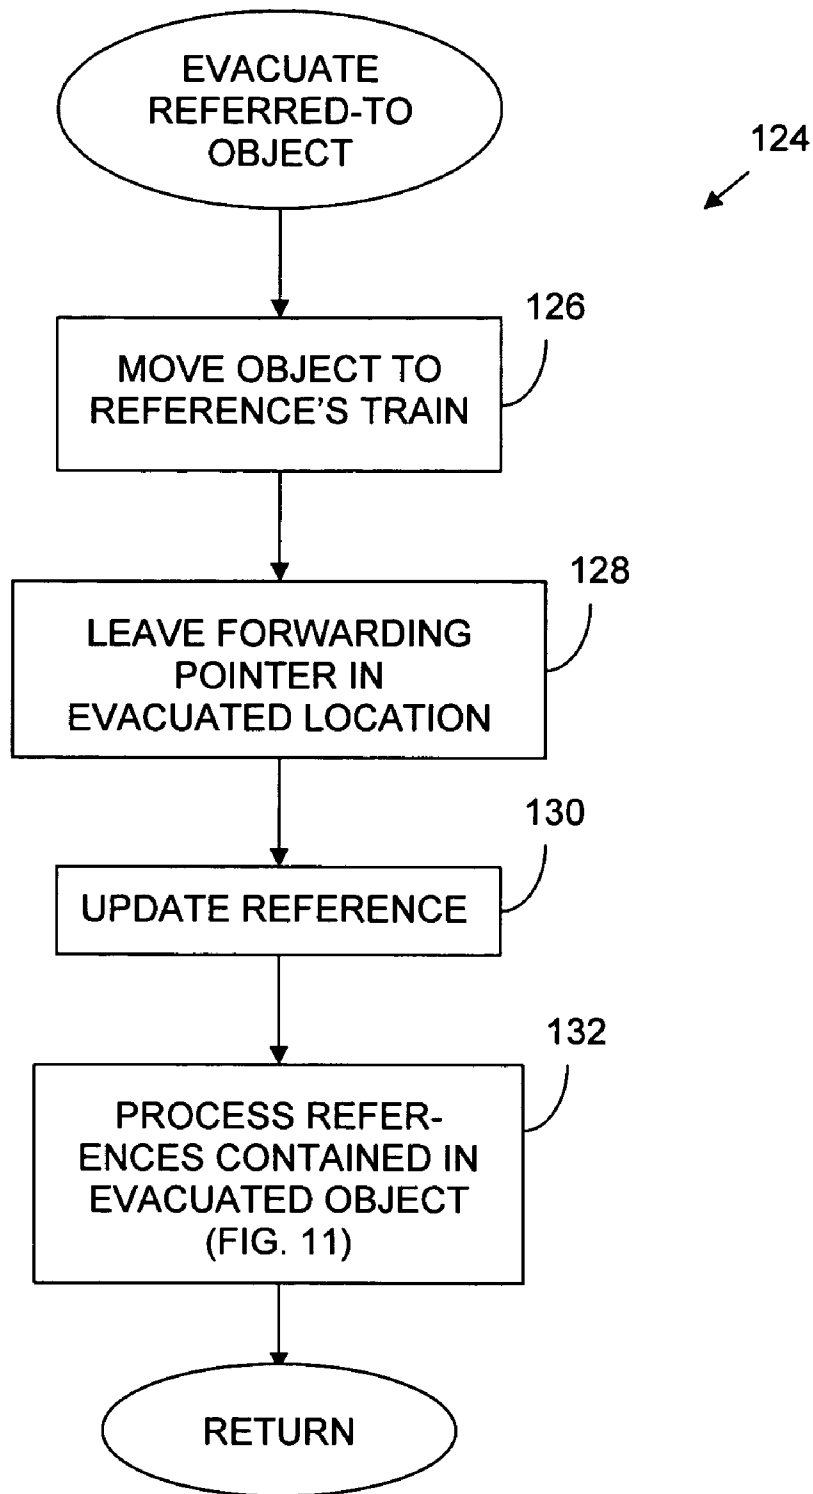 EVACUATE
REFERRED-TO
OBJECT
124
126
MOVE OBJECT TO
REFERENCE'S TRAIN
128
LEAVE FORWARDING
POINTER IN
EVACUATED LOCATION
130
UPDATE REFERENCE
132
PROCESS REFER-
ENCES CONTAINED IN
EVACUATED OBJECT
(FIG. 11)
RETURN